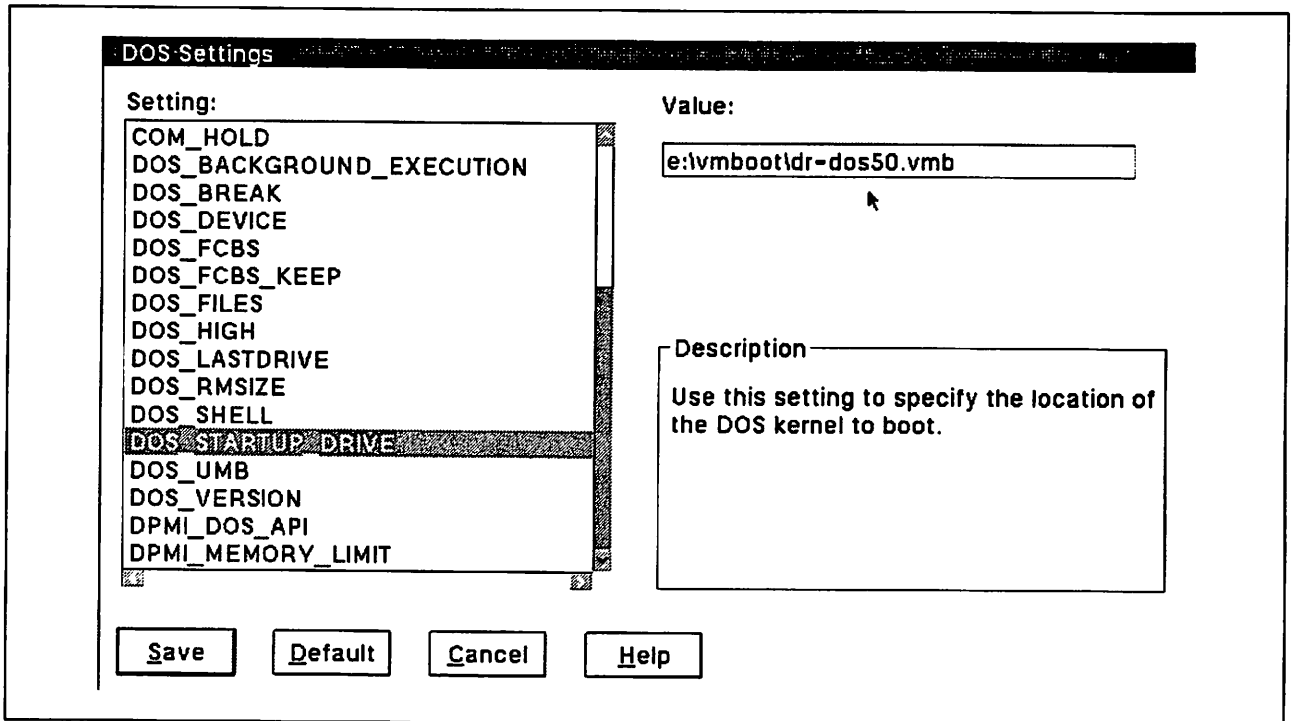 DOS Settings
Setting:
COM_HOLD
DOS_BACKGROUND_EXECUTION
DOS_BREAK
DOS_DEVICE
DOS_FCBS
DOS_FCBS_KEEP
DOS_FILES
DOS_HIGH
DOS_LASTDRIVE
DOS_RMSIZE
DOS_SHELL
DOS_STARTUP_DRIVE
DOS_UMB
DOS_VERSION
DPMI_DOS_API
DPMI_MEMORY_LIMIT
Value:
e:\vmboot\dr-dos50.vmb
Description
Use this setting to specify the location of
the DOS kernel to boot.
Save Default Cancel Help